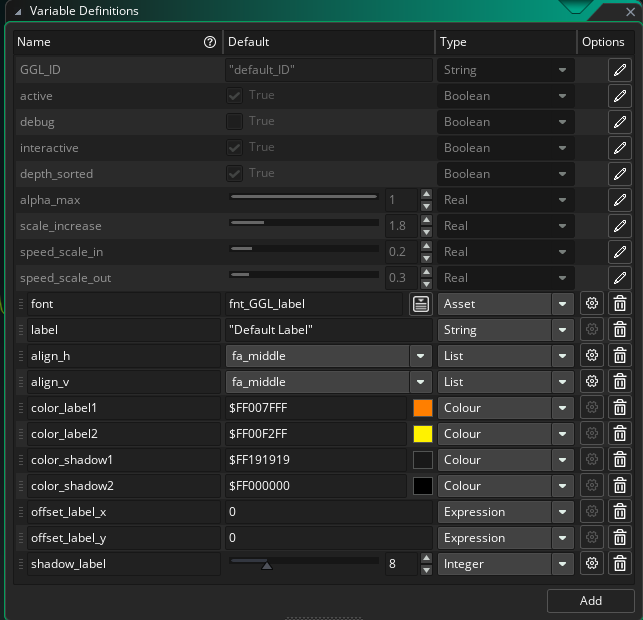 Variable Definitions
Name Default Type Options
GGL_ID "default_ID" String
active True Boolean
debug True Boolean
interactive True Boolean
depth_sorted True Boolean
alpha_max 1 Real
scale_increase 1.8 Real
speed_scale_in 0.2 Real
speed_scale_out 0.3 Real
font fnt_GGL_label Asset
label "Default Label" String
align_h fa_middle List
align_v fa_middle List
color_label1 $FF007FFF Colour
color_label2 $FF00F2FF Colour
color_shadow1 $FF191919 Colour
color_shadow2 $FF000000 Colour
offset_label_x 0 Expression
offset_label_y 0 Expression
shadow_label 8 Integer
Add